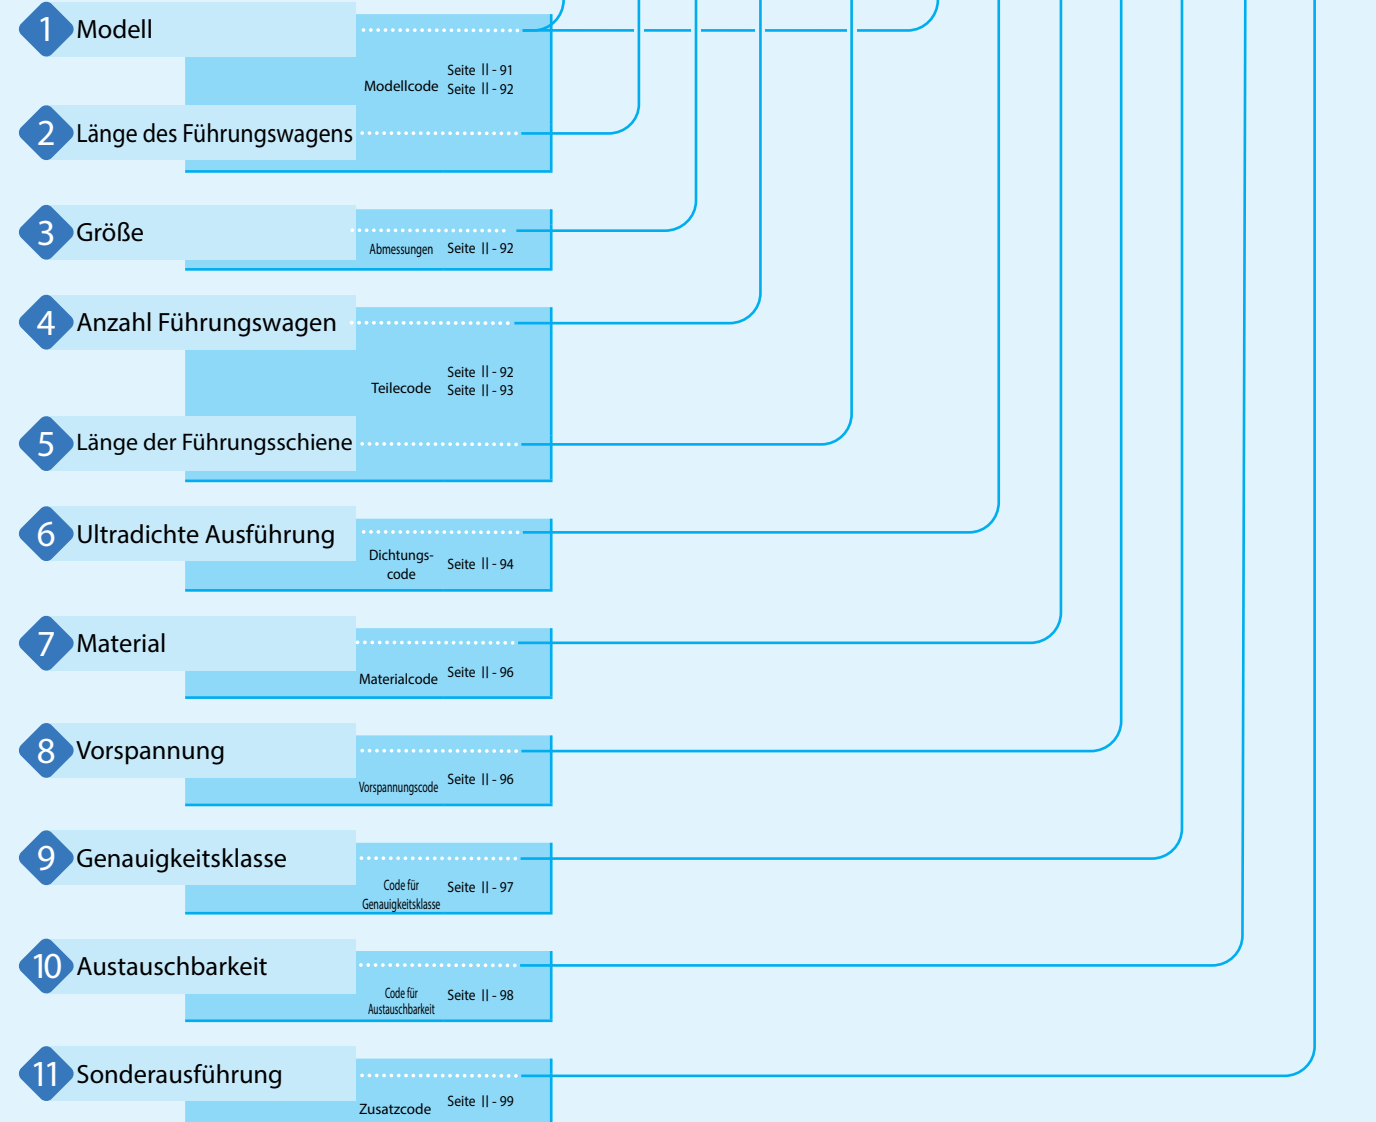 1 Modell
Modellcode Seite II - 91
Seite II - 92
2 Länge des Führungswagens
3 Größe
Abmessungen Seite II - 92
4 Anzahl Führungswagen
Teilecode Seite II - 92
Seite II - 93
5 Länge der Führungsschiene
6 Ultradichte Ausführung
Dichtungs-
code Seite II - 94
7 Material
Materialcode Seite II - 96
8 Vorspannung
Vorspannungscode Seite II - 96
9 Genauigkeitsklasse
Code für
Genauigkeitsklasse Seite II - 97
10 Austauschbarkeit
Code für
Austauschbarkeit Seite II - 98
11 Sonderausführung
Zusatzcode Seite II - 99